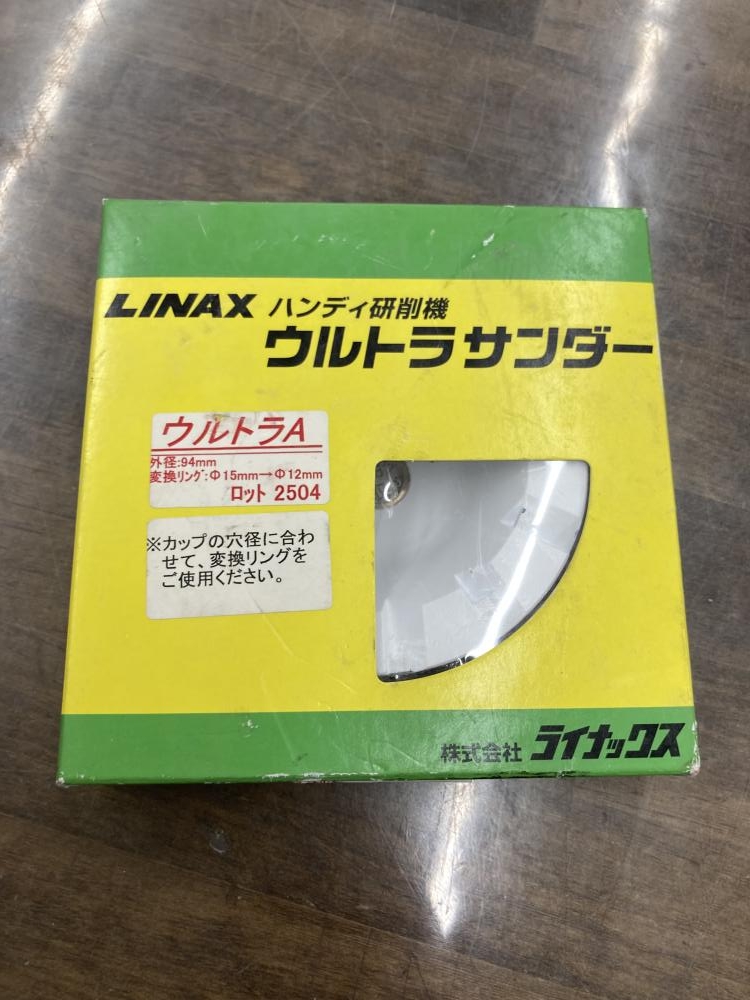 LINAX ハンディ研削機
ウルトラサンダー
ウルトラA
外径:94mm
変換リング:Φ15mm→Φ12mm
ロット 2504
※カップの穴径に合わ
せて、変換リングを
ご使用ください。
株式会社 ライナックス